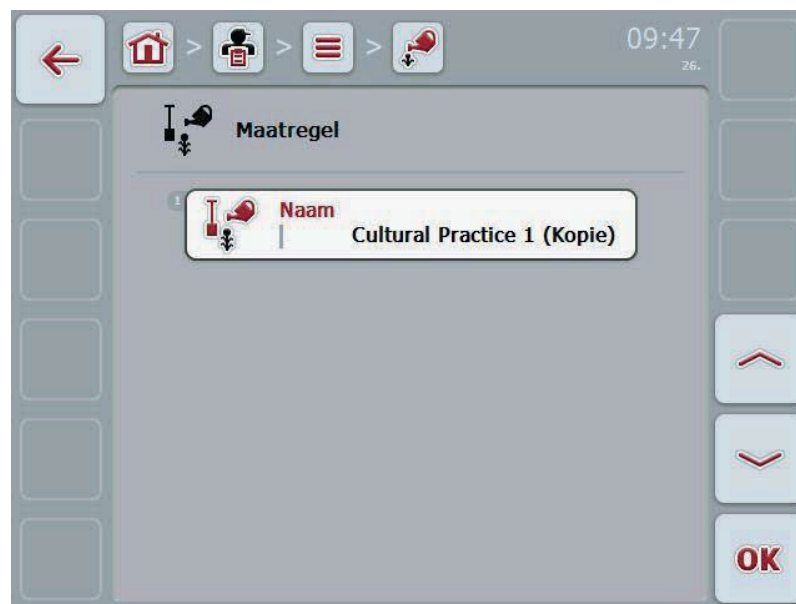 > > >
09:47
26.
Maatregel
1
Naam
Cultural Practice 1 (Kopie)
OK